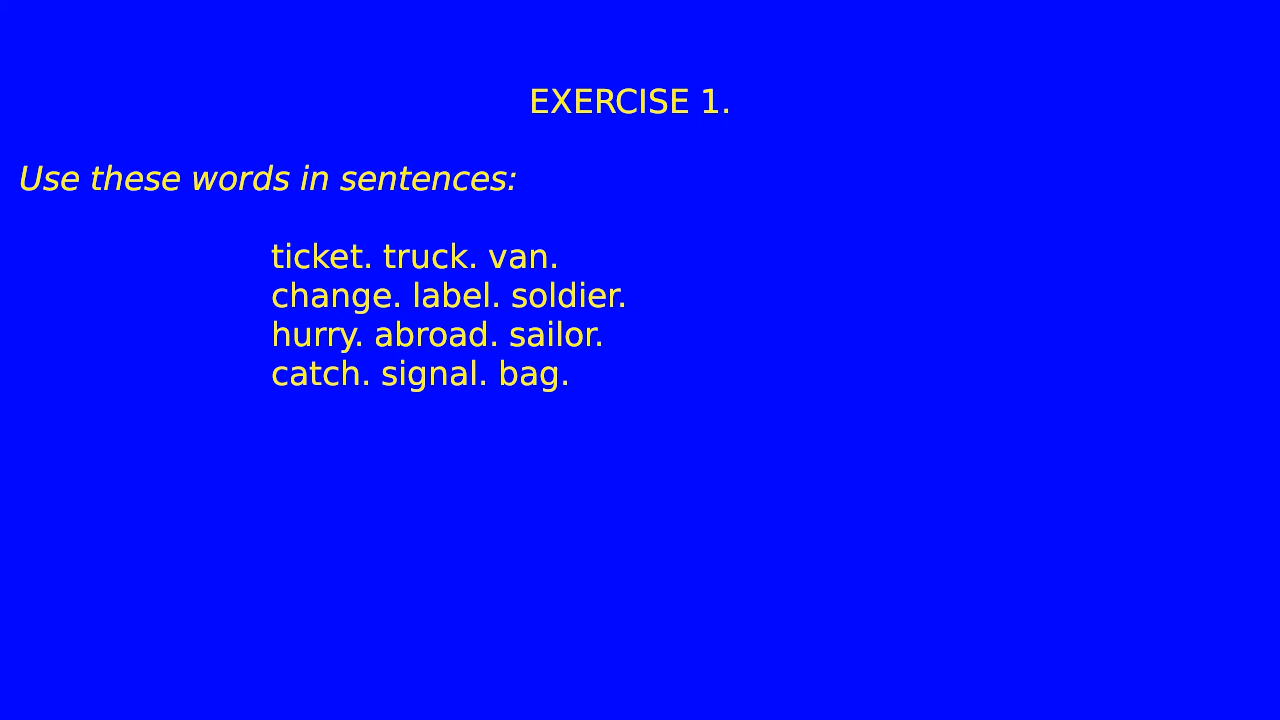 EXERCISE 1.
Use these words in sentences:
ticket. truck. van.
change. label. soldier.
hurry. abroad. sailor.
catch. signal. bag.